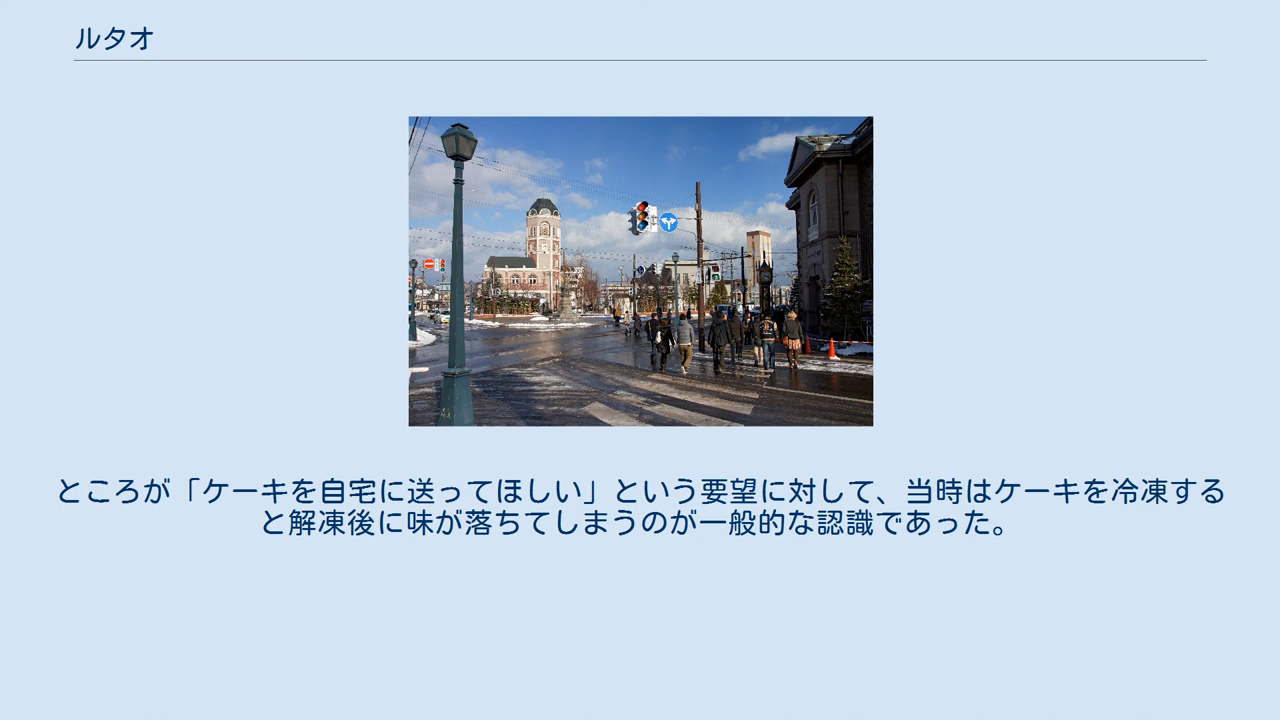 ルタオ
ところが「ケーキを自宅に送ってほしい」という要望に対して、当時はケーキを冷凍する
と解凍後に味が落ちてしまうのが一般的な認識であった。